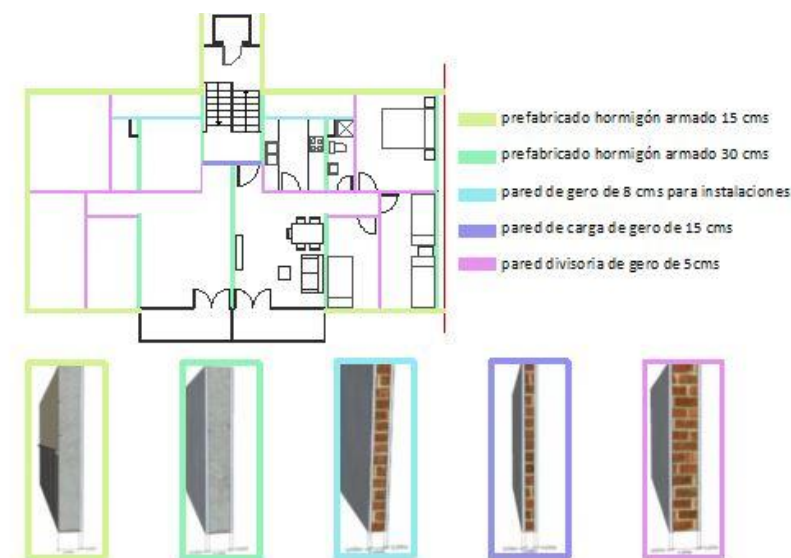 prefabricado hormigón armado 15 cms
prefabricado hormigón armado 30 cms
pared de gero de 8 cms para instalaciones
pared de carga de gero de 15 cms
pared divisoria de gero de 5cms